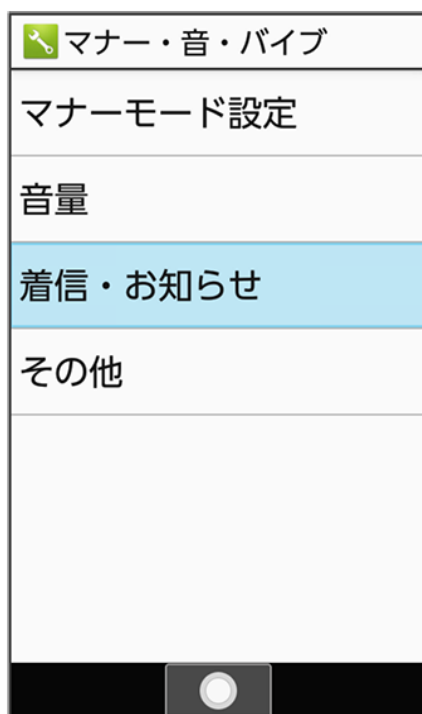 マナー・音・バイブ
マナーモード設定
音量
着信・お知らせ
その他